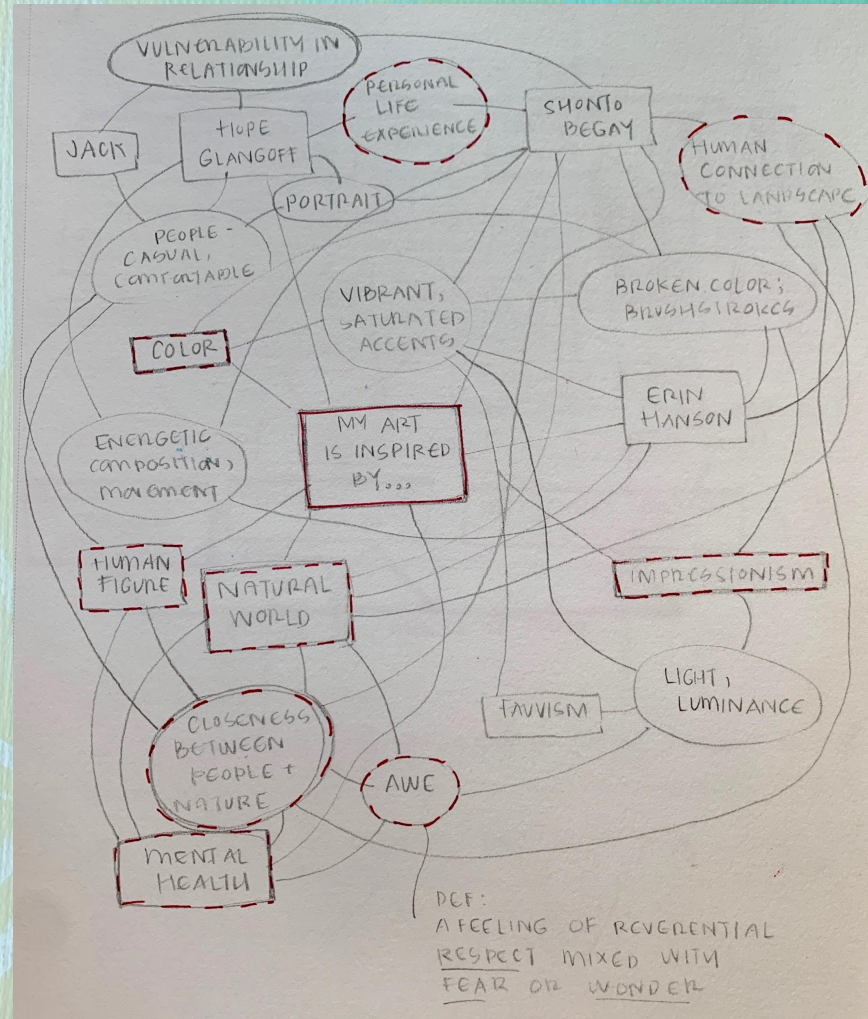 VULNERABILITY IN
RELATIONSHIP
PERSONAL
LIFE
EXPERIENCE
SHONTO
BEGAY
JACK
HOPE
GLANGOFF
HUMAN
CONNECTION
TO LANDSCAPE
PORTRAIT
PEOPLE -
CASUAL,
COMFORTABLE
VIBRANT,
SATURATED
ACCENTS
BROKEN COLOR;
BRUSHSTROKES
COLOR
ERIN
HANSON
MY ART
IS INSPIRED
BY...
ENERGETIC
COMPOSITION,
MOVEMENT
HUMAN
FIGURE
NATURAL
WORLD
IMPRESSIONISM
LIGHT,
LUMINANCE
FAUVISM
CLOSENESS
BETWEEN
PEOPLE +
NATURE
AWE
MENTAL
HEALTH
DEF:
A FEELING OF REVERENTIAL
RESPECT MIXED WITH
FEAR OR WONDER